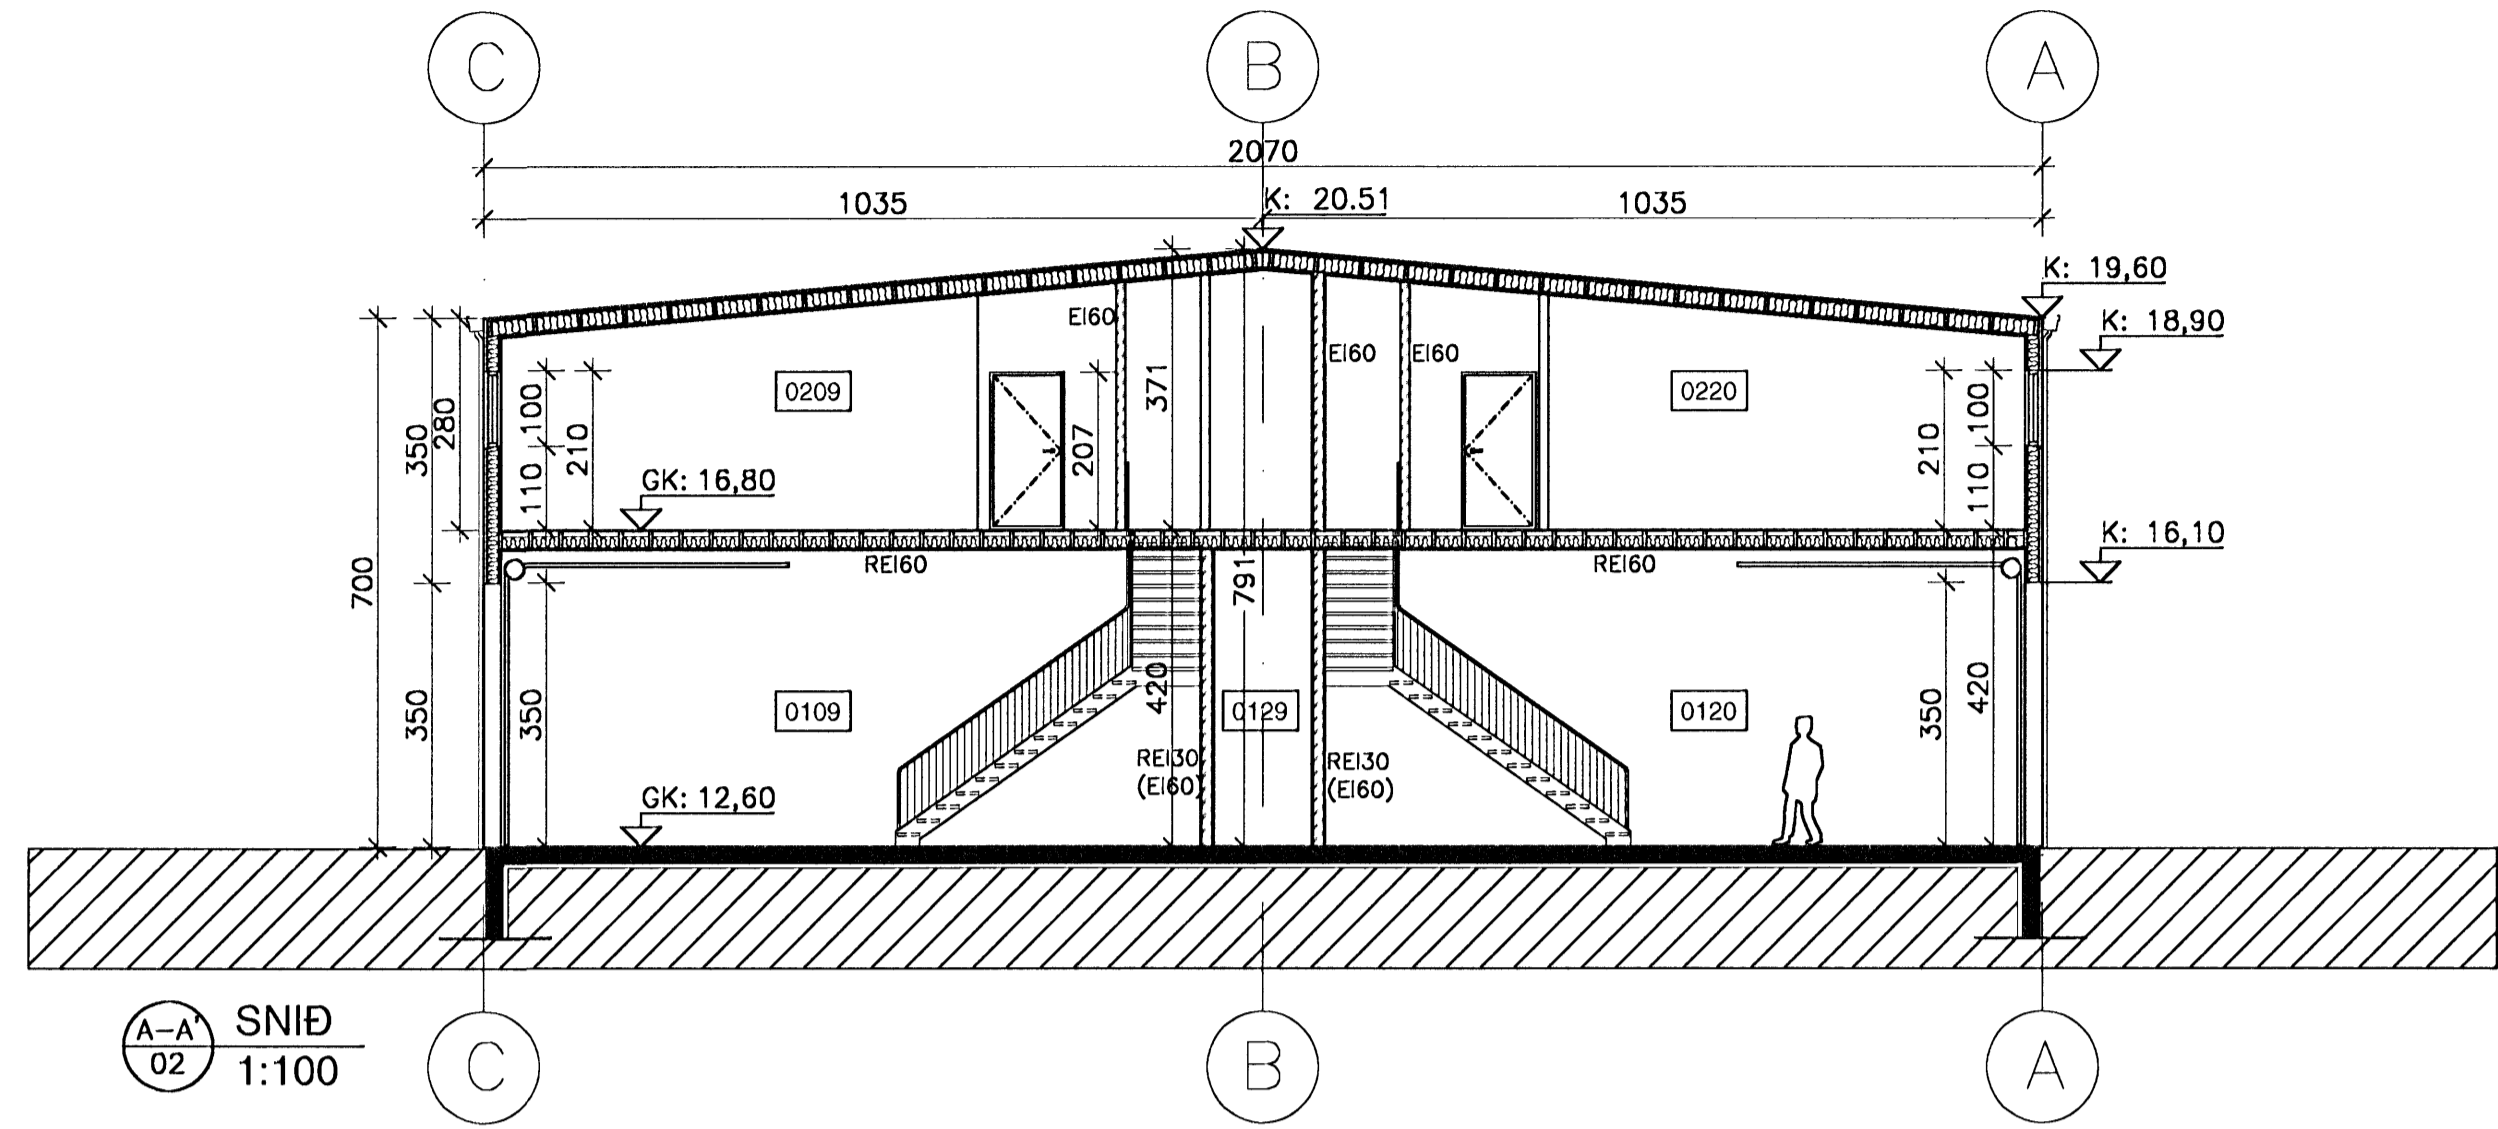 C
B
A
2070
1035
K: 20.51
1035
K: 19,60
K: 18,90
EI60
EI60
EI60
0209
0220
371
100
280
350
210
207
110
GK: 16,80
210
100
110
K: 16,10
REI60
REI60
700
791
350
350
420
0109
0129
0120
350
420
REI30
(EI60)
REI30
(EI60)
GK: 12,60
A-A'
02
SNIÐ
1:100
C
B
A